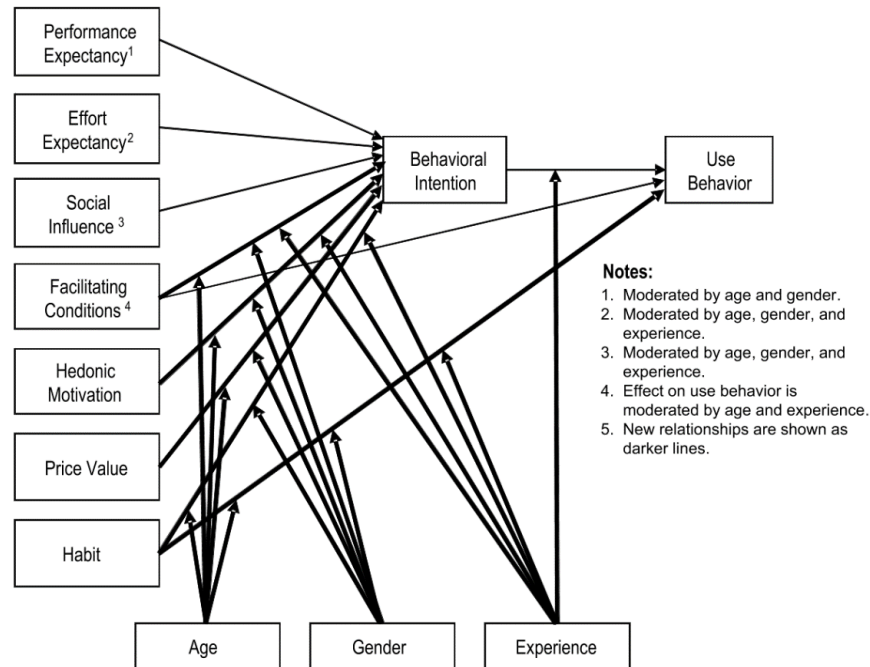 Performance
Expectancy1
Effort
Expectancy2
Social
Influence 3
Facilitating
Conditions 4
Hedonic
Motivation
Price Value
Habit
Behavioral
Intention
Use
Behavior
Notes:
1. Moderated by age and gender.
2. Moderated by age, gender, and
experience.
3. Moderated by age, gender, and
experience.
4. Effect on use behavior is
moderated by age and experience.
5. New relationships are shown as
darker lines.
Age
Gender
Experience